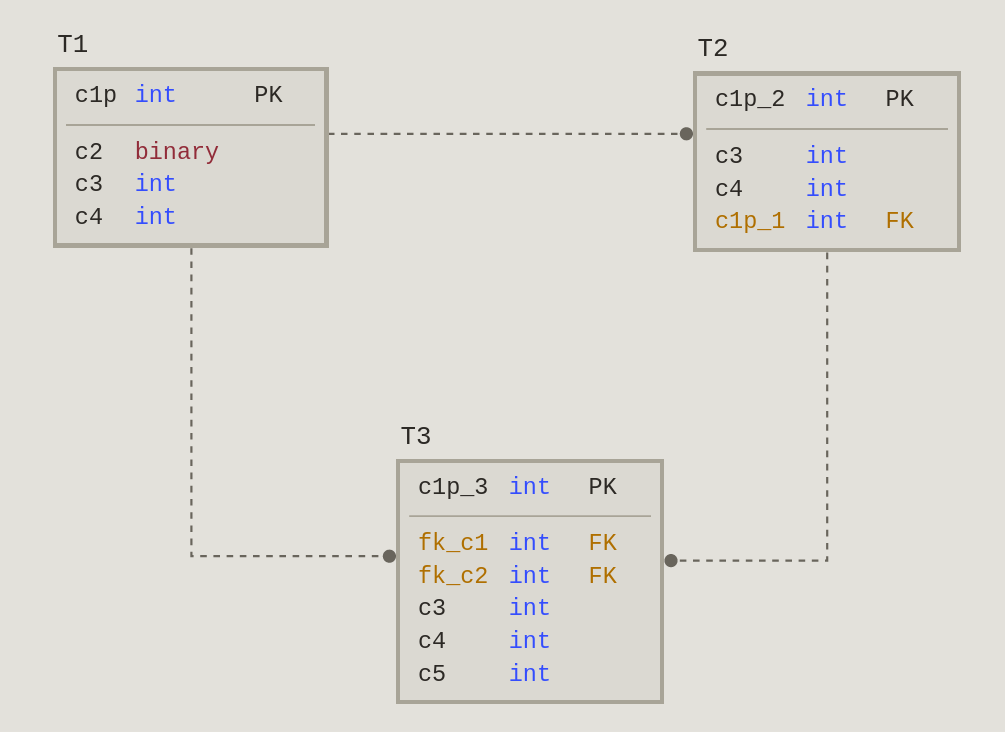 T1
c1p int PK
c2 binary
c3 int
c4 int
T2
c1p_2 int PK
c3 int
c4 int
c1p_1 int FK
T3
c1p_3 int PK
fk_c1 int FK
fk_c2 int FK
c3 int
c4 int
c5 int